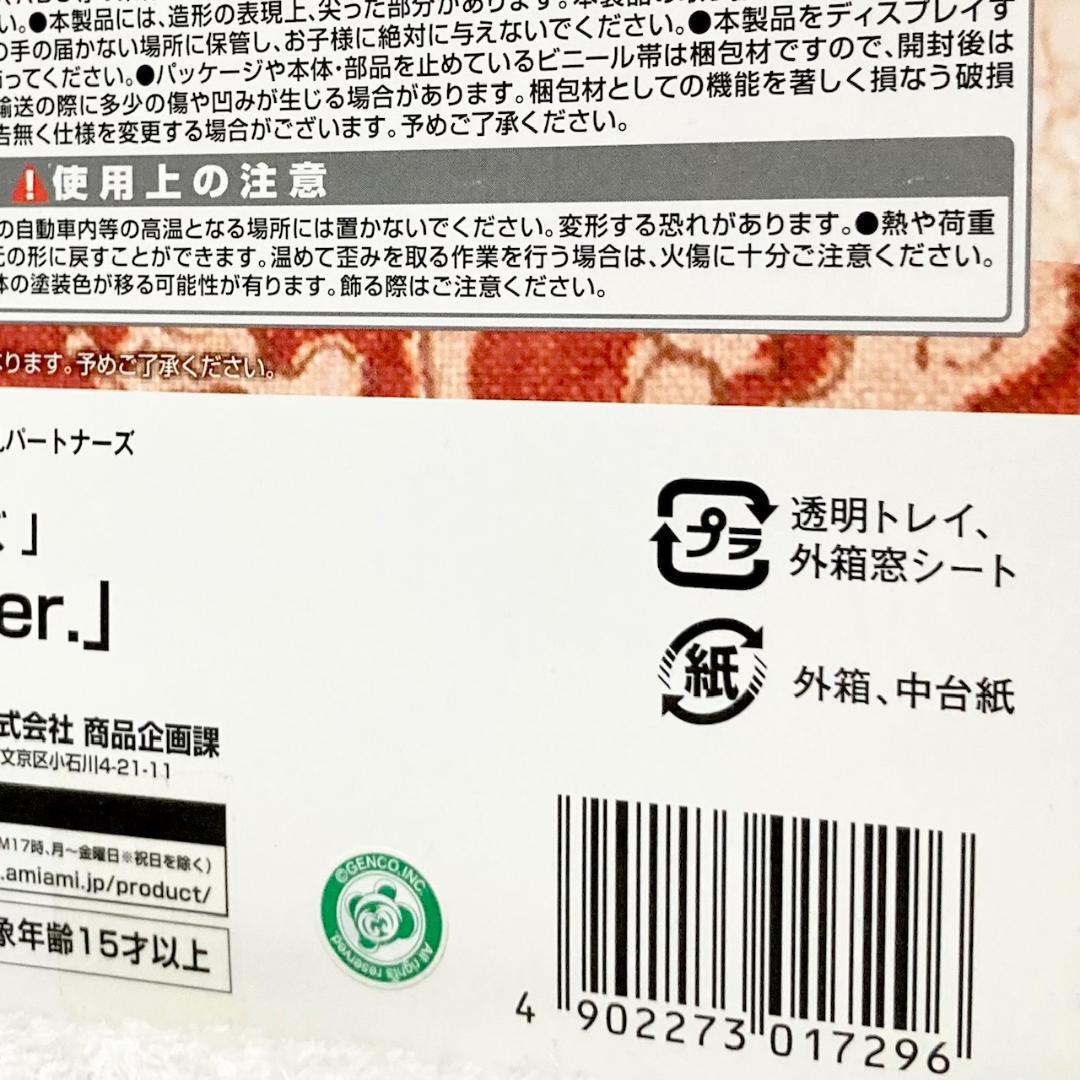 い。●本製品には、造形の表現上、尖った部分があります。
の手の届かない場所に保管し、お子様に絶対に与えないでください。●本製品をディスプレイす
ってください。●パッケージや本体・部品を止めているビニール帯は梱包材ですので、開封後は
輸送の際に多少の傷や凹みが生じる場合があります。梱包材としての機能を著しく損なう破損
告無く仕様を変更する場合がございます。予めご了承ください。
使用上の注意
の自動車内等の高温となる場所には置かないでください。変形する恐れがあります。●熱や荷重
元の形に戻すことができます。温めて歪みを取る作業を行う場合は、火傷に十分ご注意ください。
体の塗装色が移る可能性が有ります。飾る際はご注意ください。
ります。予めご了承ください。
パートナーズ
」
er.」
プラ
透明トレイ、
外箱窓シート
紙
外箱、中台紙
式会社 商品企画課
文京区小石川4-21-11
M17時、月〜金曜日※祝日を除く)
.amiami.jp/product/
象年齢15才以上
©GENCO,INC.
All rights reserved
4 902273 017296